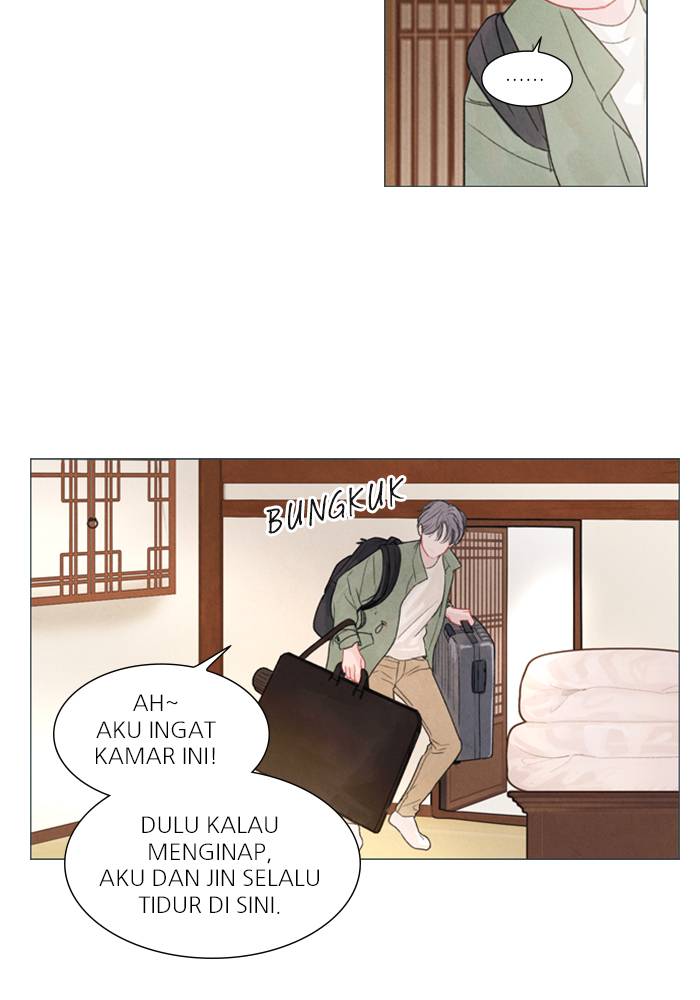 ......
BUNGKUK
AH~
AKU INGAT
KAMAR INI!
DULU KALAU
MENGINAP,
AKU DAN JIN SELALU
TIDUR DI SINI.